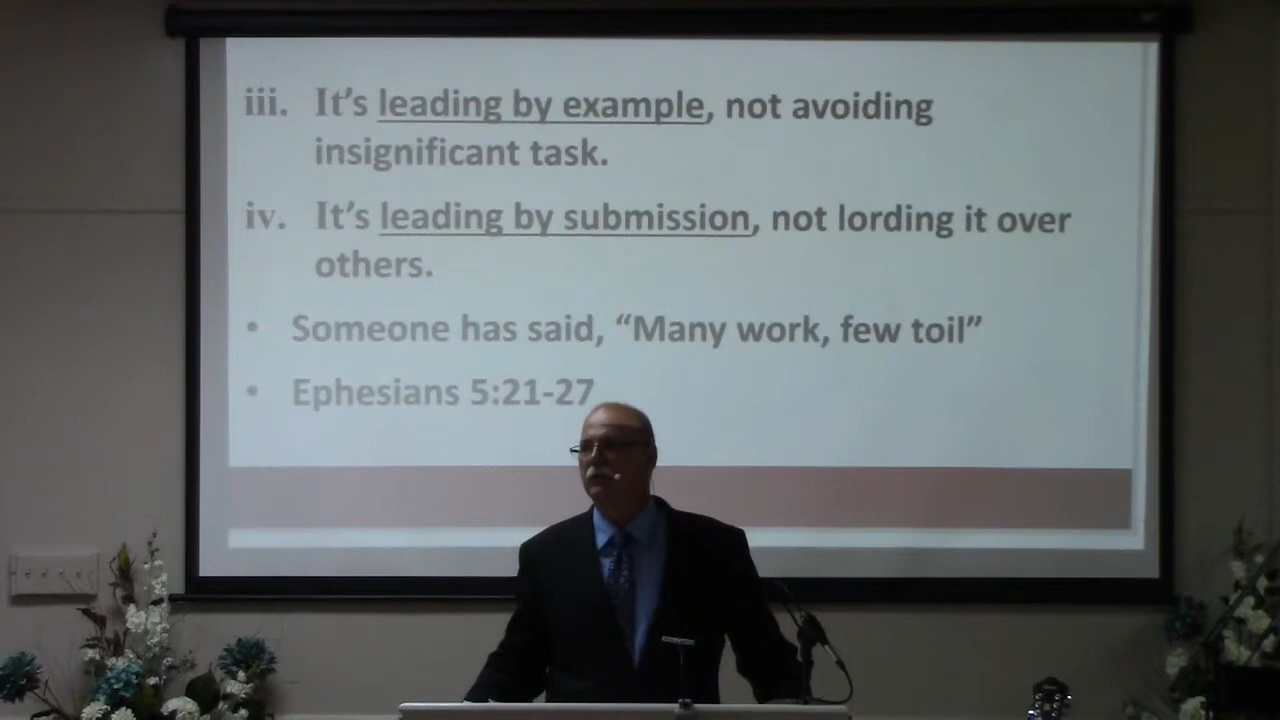 iii. It's leading by example, not avoiding
insignificant task.
iv. It's leading by submission, not lording it over
others.
• Someone has said, “Many work, few toil”
• Ephesians 5:21-27